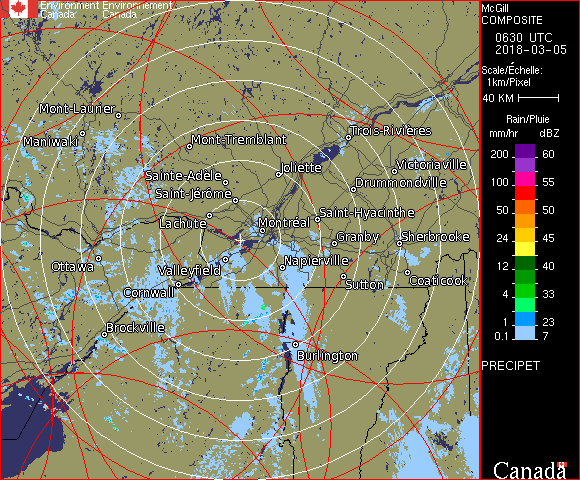 Environment Environnement
Canada Canada
McGill
COMPOSITE
0630 UTC
2018-03-05
Scale/Échelle:
1km/Pixel
40 KM
Rain/Pluie
mm/hr dBZ
200 60
100 55
50 50
24 45
12 40
4 33
1 23
0.1 7
PRECIPET
Canada
Mont-Laurier
Maniwaki
Mont-Tremblant
Trois-Rivières
Sainte-Adèle
Joliette
Victoriaville
Saint-Jérôme
Drummondville
Lachute
Montréal
Saint-Hyacinthe
Granby
Sherbrooke
Ottawa
Valleyfield
Napierville
Cornwall
Sutton
Coaticook
Brockville
Burlington